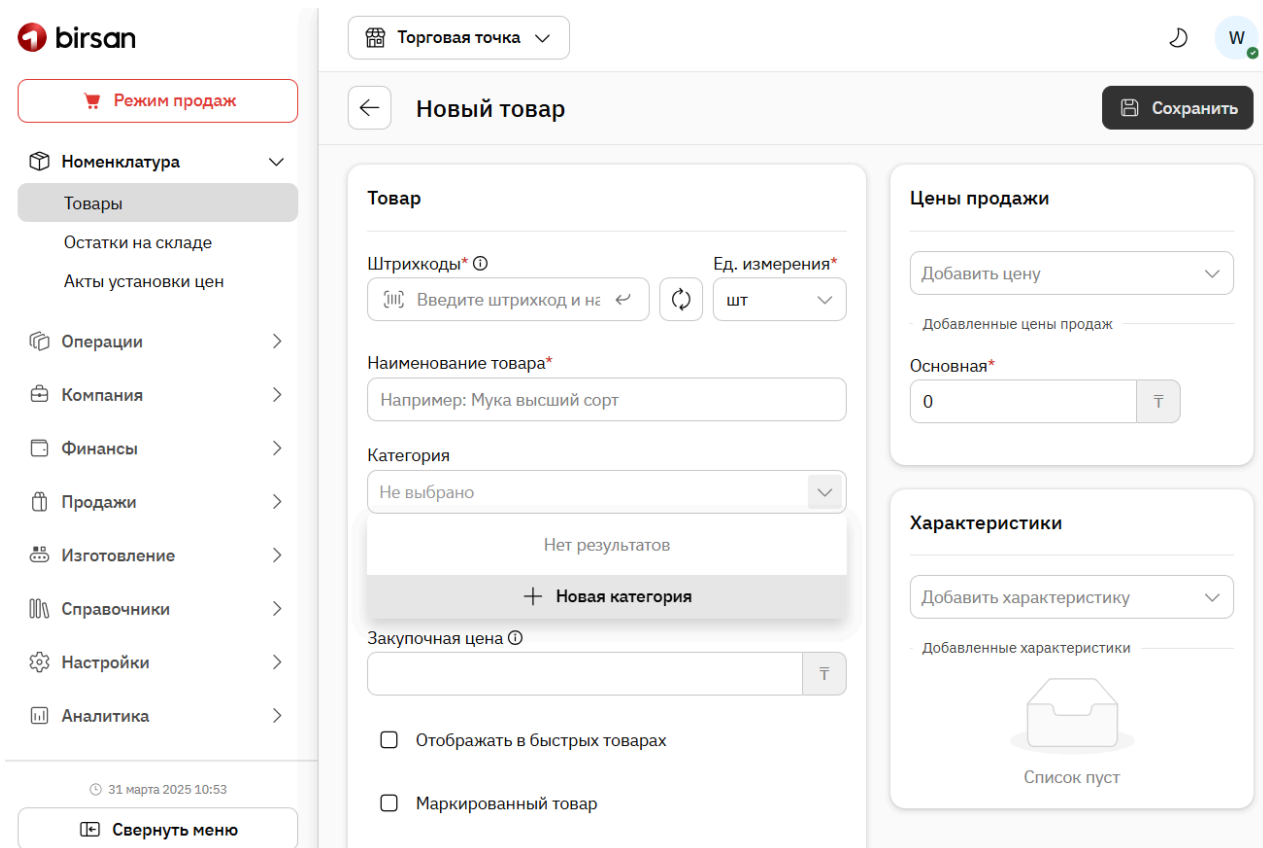 birsan
Режим продаж
Номенклатура
Товары
Остатки на складе
Акты установки цен
Операции
Компания
Финансы
Продажи
Изготовление
Справочники
Настройки
Аналитика
31 марта 2025 10:53
Свернуть меню
Торговая точка
W
Новый товар
Сохранить
Товар
Штрихкоды*
Ед. измерения*
Введите штрихкод и на
шт
Наименование товара*
Например: Мука высший сорт
Категория
Не выбрано
Нет результатов
Новая категория
Закупочная цена
₸
Отображать в быстрых товарах
Маркированный товар
Цены продажи
Добавить цену
Добавленные цены продаж
Основная*
0 ₸
Характеристики
Добавить характеристику
Добавленные характеристики
Список пуст